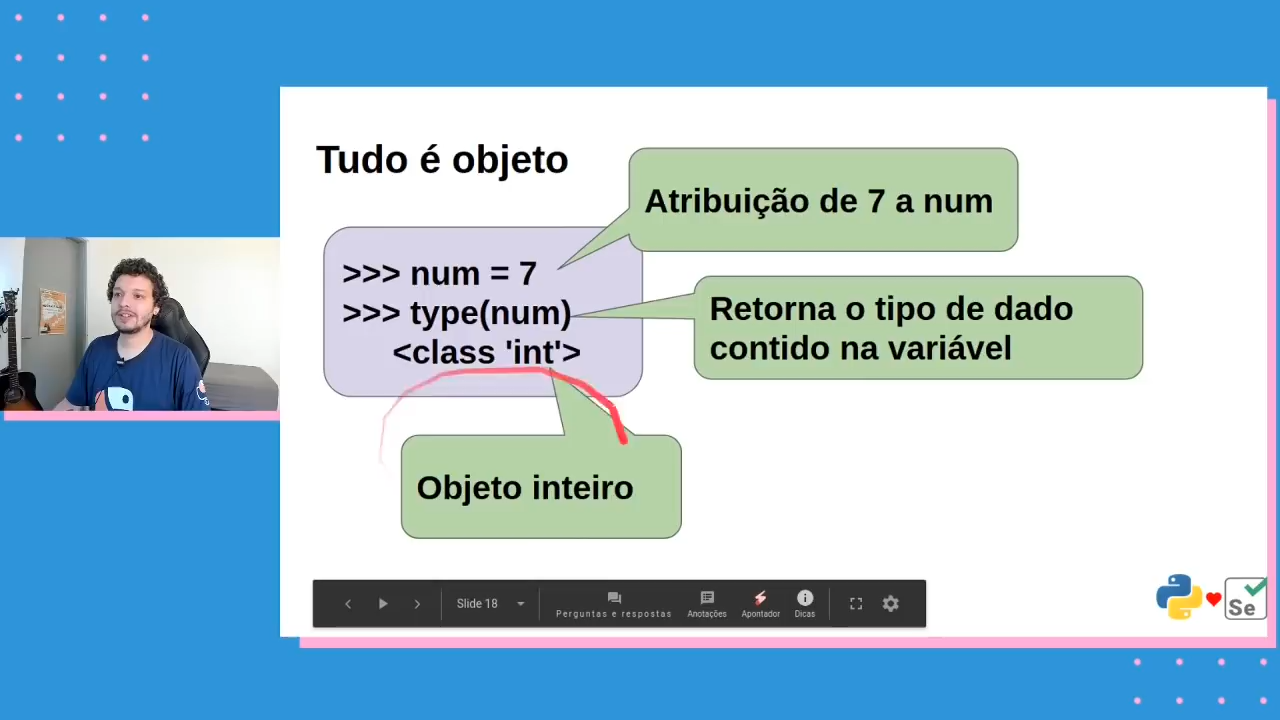 Tudo é objeto
Atribuição de 7 a num
>>> num = 7
>>> type(num)
<class 'int'>
Retorna o tipo de dado
contido na variável
Objeto inteiro
Slide 18
Perguntas e respostas
Anotações
Apontador
Dicas
Se